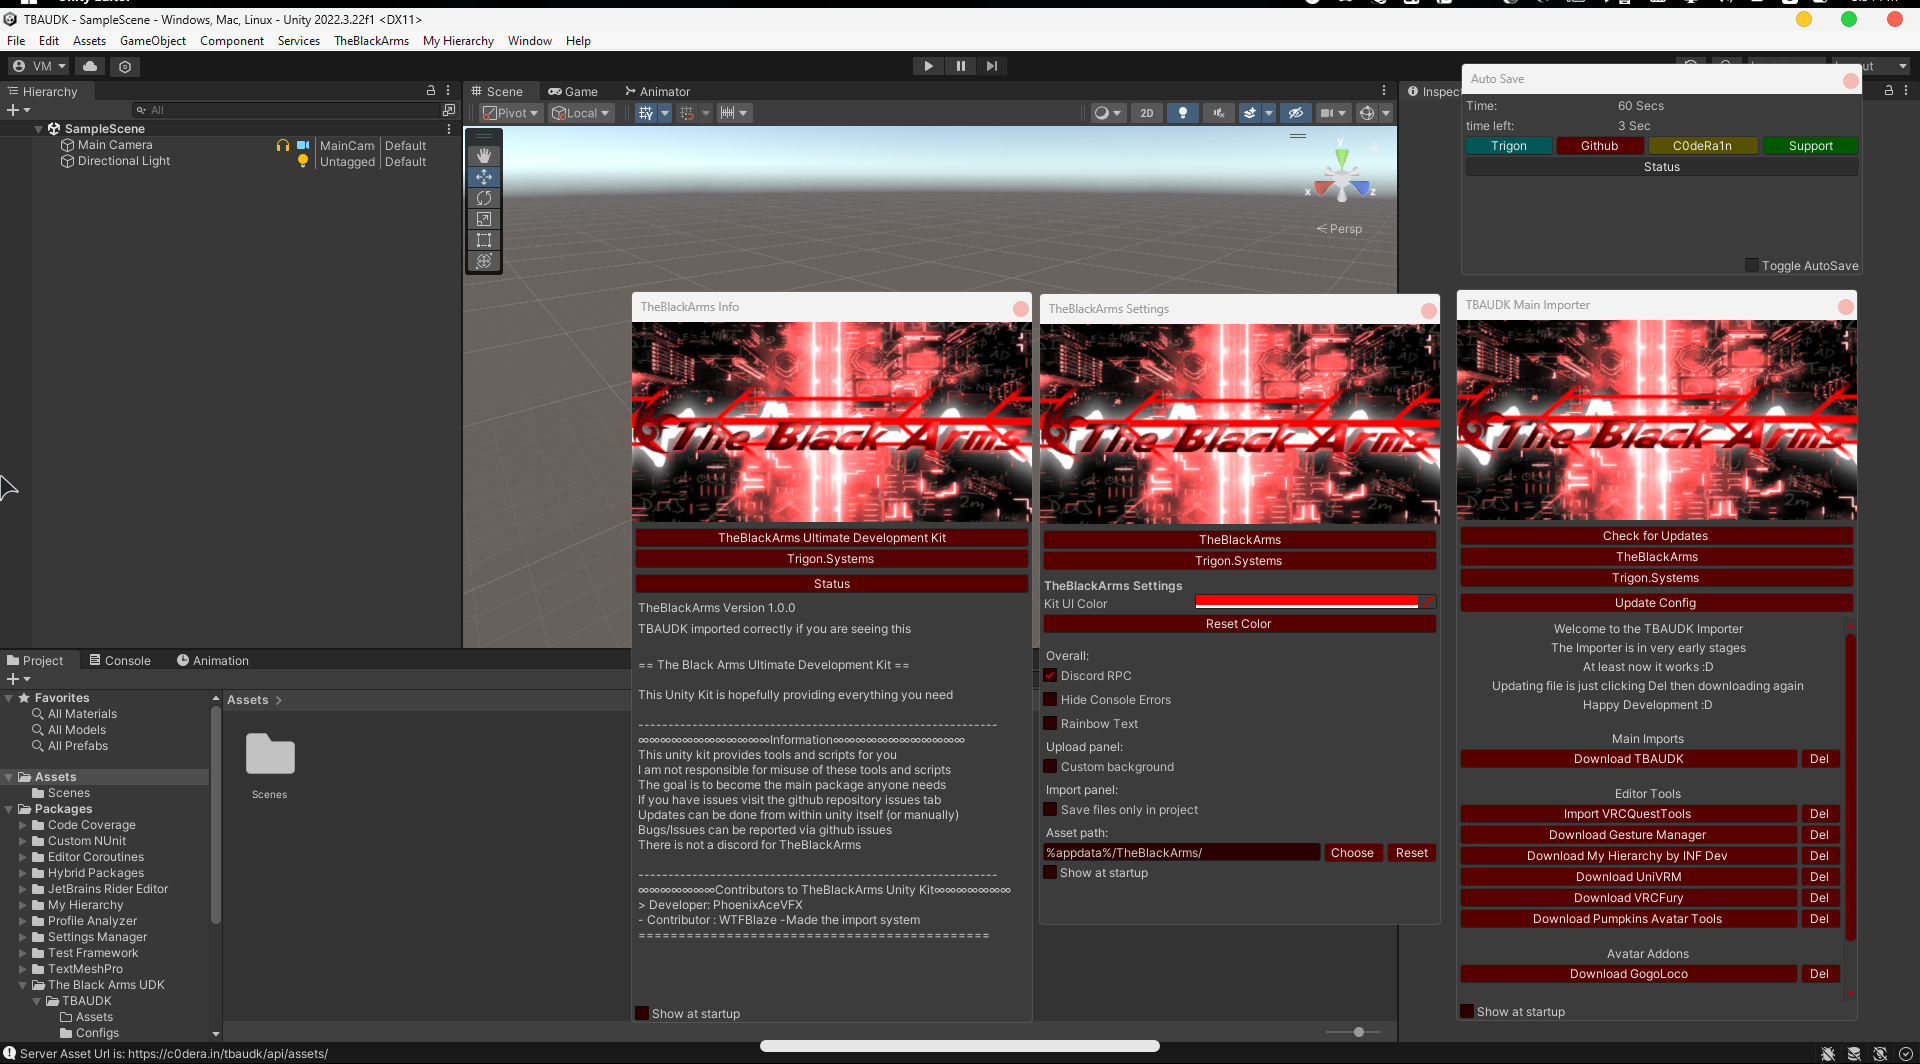 TBAUDK - SampleScene - Windows, Mac, Linux - Unity 2022.3.22f1 <DX11>
File Edit Assets GameObject Component Services TheBlackArms My Hierarchy Window Help
VM
Hierarchy
All
SampleScene
Main Camera MainCam Default
Directional Light Untagged Default
Scene Game Animator
Pivot Local 2D
y
x z
Persp
Inspec
Auto Save
Time: 60 Secs
time left: 3 Sec
Trigon Github C0deRa1n Support
Status
Toggle AutoSave
TheBlackArms Info
The Black Arms
TheBlackArms Ultimate Development Kit
Trigon.Systems
Status
TheBlackArms Version 1.0.0
TBAUDK imported correctly if you are seeing this
== The Black Arms Ultimate Development Kit ==
This Unity Kit is hopefully providing everything you need
------------------------------------------------------------
∞∞∞∞∞∞∞∞∞∞∞∞Information∞∞∞∞∞∞∞∞∞∞∞∞
This unity kit provides tools and scripts for you
I am not responsible for misuse of these tools and scripts
The goal is to become the main package anyone needs
If you have issues visit the github repository issues tab
Updates can be done from within unity itself (or manually)
Bugs/Issues can be reported via github issues
There is not a discord for TheBlackArms
------------------------------------------------------------
∞∞∞∞∞∞∞Contributors to TheBlackArms Unity Kit∞∞∞∞∞∞∞
> Developer: PhoenixAceVFX
- Contributor : WTFBlaze -Made the import system
============================================
Show at startup
TheBlackArms Settings
The Black Arms
TheBlackArms
Trigon.Systems
TheBlackArms Settings
Kit UI Color
Reset Color
Overall:
Discord RPC
Hide Console Errors
Rainbow Text
Upload panel:
Custom background
Import panel:
Save files only in project
Asset path:
%appdata%/TheBlackArms/ Choose Reset
Show at startup
TBAUDK Main Importer
The Black Arms
Check for Updates
TheBlackArms
Trigon.Systems
Update Config
Welcome to the TBAUDK Importer
The Importer is in very early stages
At least now it works :D
Updating file is just clicking Del then downloading again
Happy Development :D
Main Imports
Download TBAUDK Del
Editor Tools
Import VRCQuestTools Del
Download Gesture Manager Del
Download My Hierarchy by INF Dev Del
Download UniVRM Del
Download VRCFury Del
Download Pumpkins Avatar Tools Del
Avatar Addons
Download GogoLoco Del
Show at startup
Project Console Animation
Favorites
All Materials
All Models
All Prefabs
Assets
Scenes
Packages
Code Coverage
Custom NUnit
Editor Coroutines
Hybrid Packages
JetBrains Rider Editor
My Hierarchy
Profile Analyzer
Settings Manager
Test Framework
TextMeshPro
The Black Arms UDK
TBAUDK
Assets
Configs
Assets
Scenes
Server Asset Url is: https://c0dera.in/tbaudk/api/assets/